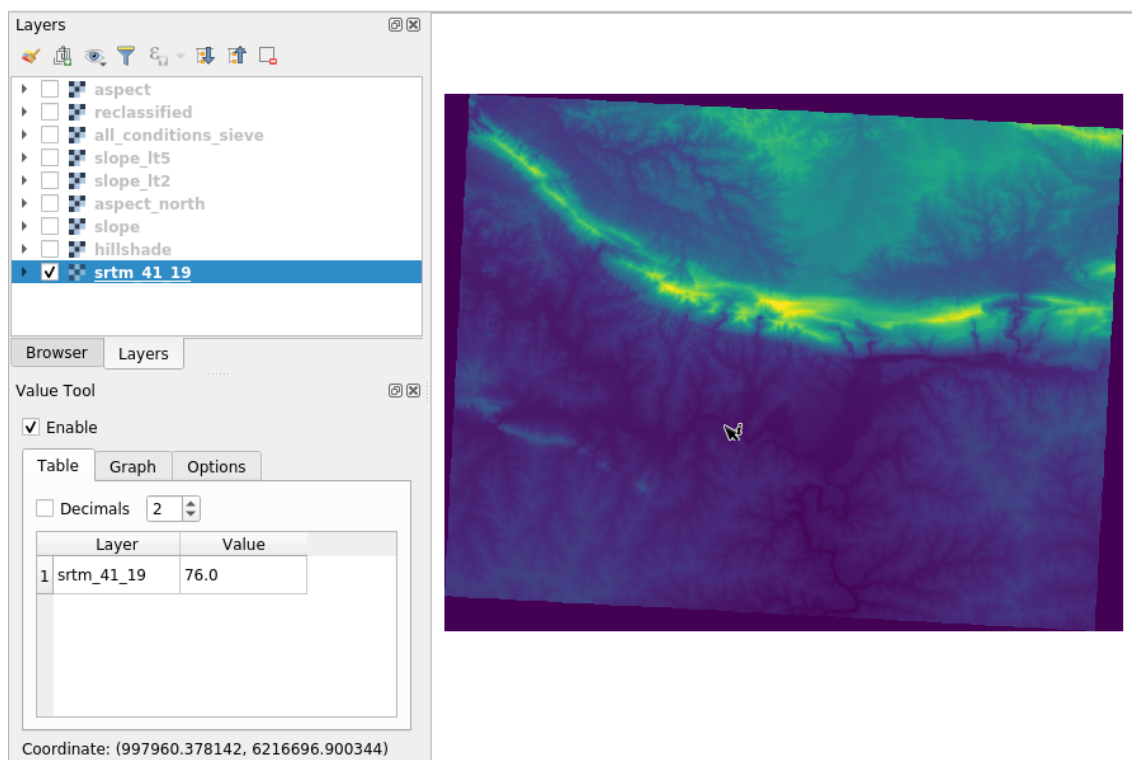 Layers
aspect
reclassified
all_conditions_sieve
slope_lt5
slope_lt2
aspect_north
slope
hillshade
srtm_41_19
Browser Layers
Value Tool
Enable
Table Graph Options
Decimals 2
Layer Value
1 srtm_41_19 76.0
Coordinate: (997960.378142, 6216696.900344)